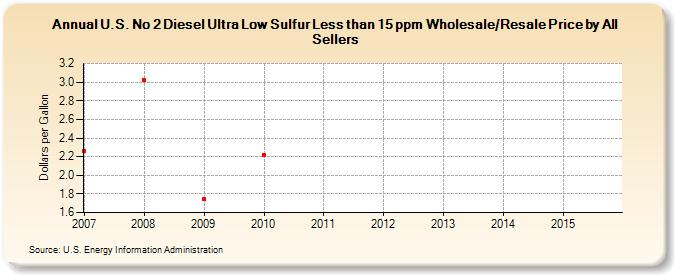 Annual U.S. No 2 Diesel Ultra Low Sulfur Less than 15 ppm Wholesale/Resale Price by All
Sellers
Dollars per Gallon
3.2
3.0
2.8
2.6
2.4
2.2
2.0
1.8
1.6
2007 2008 2009 2010 2011 2012 2013 2014 2015
Source: U.S. Energy Information Administration